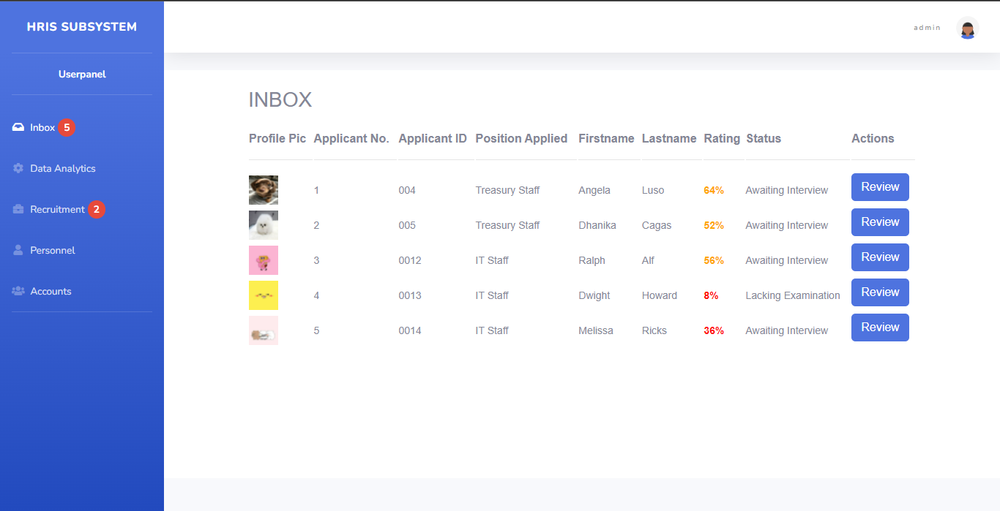 HRIS SUBSYSTEM
admin
Userpanel
Inbox 5
Data Analytics
Recruitment 2
Personnel
Accounts
INBOX
Profile Pic Applicant No. Applicant ID Position Applied Firstname Lastname Rating Status Actions
1 004 Treasury Staff Angela Luso 64% Awaiting Interview Review
2 005 Treasury Staff Dhanika Cagas 52% Awaiting Interview Review
3 0012 IT Staff Ralph Alf 56% Awaiting Interview Review
4 0013 IT Staff Dwight Howard 8% Lacking Examination Review
5 0014 IT Staff Melissa Ricks 36% Awaiting Interview Review